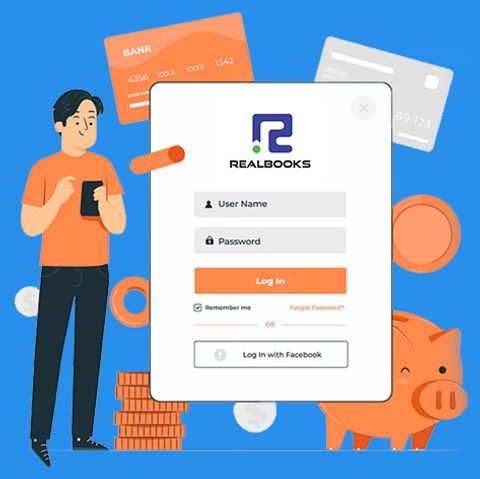 BANK
4356 XXXX XXXX 1342
89 123
REALBOOKS
User Name
Password
Log In
Remember me
Forgot Password?
OR
Log In with Facebook